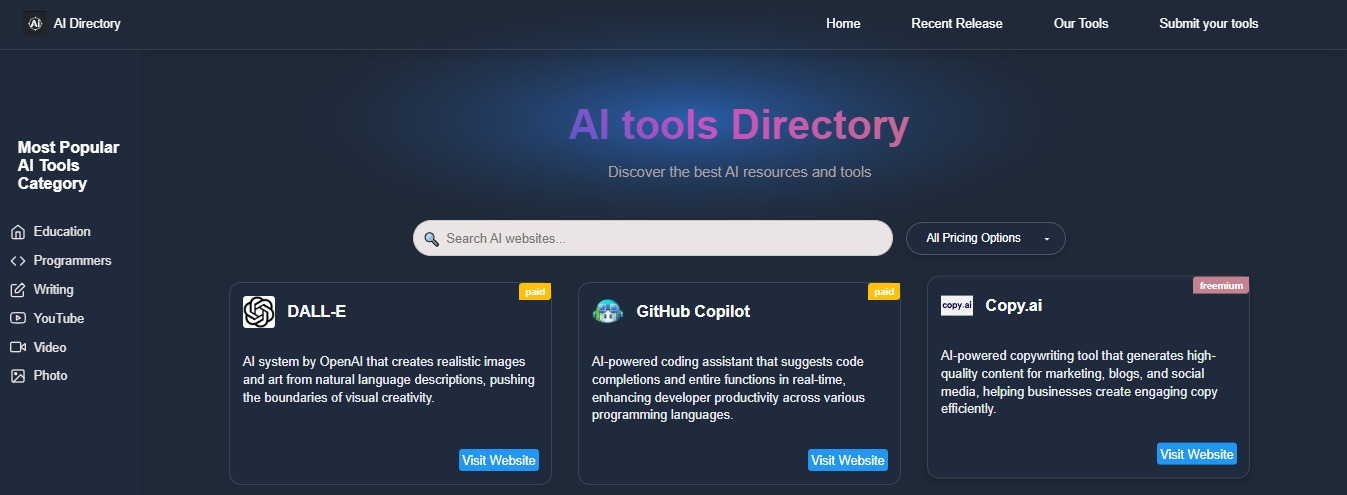 AI
AI Directory
Home
Recent Release
Our Tools
Submit your tools
Most Popular
AI Tools
Category
Education
Programmers
Writing
YouTube
Video
Photo
AI tools Directory
Discover the best AI resources and tools
Search AI websites...
All Pricing Options
paid
DALL-E
AI system by OpenAI that creates realistic images
and art from natural language descriptions, pushing
the boundaries of visual creativity.
Visit Website
paid
GitHub Copilot
AI-powered coding assistant that suggests code
completions and entire functions in real-time,
enhancing developer productivity across various
programming languages.
Visit Website
freemium
copy.ai
Copy.ai
AI-powered copywriting tool that generates high-
quality content for marketing, blogs, and social
media, helping businesses create engaging copy
efficiently.
Visit Website